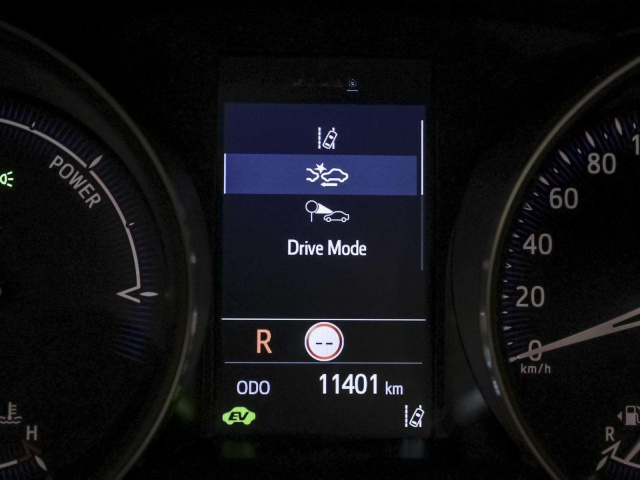 POWER
Drive Mode
R
--
ODO 11401 km
EV
H
80
60
40
20
0
km/h
R